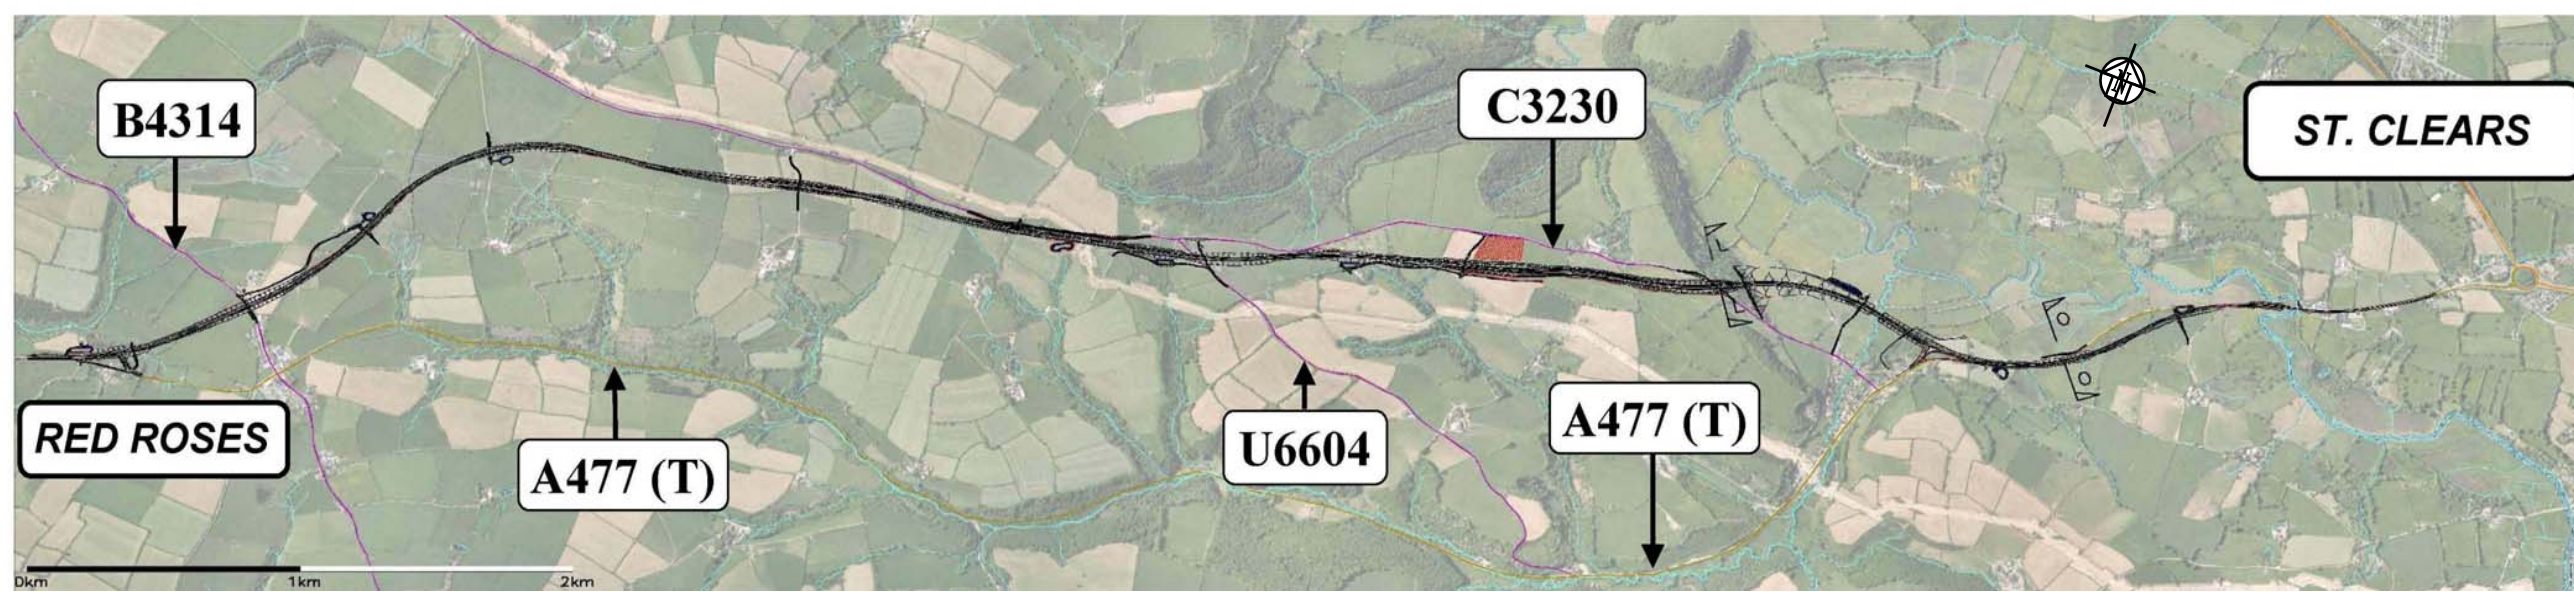 N
B4314
C3230
ST. CLEARS
RED ROSES
A477 (T)
U6604
A477 (T)
0km
1km
2km